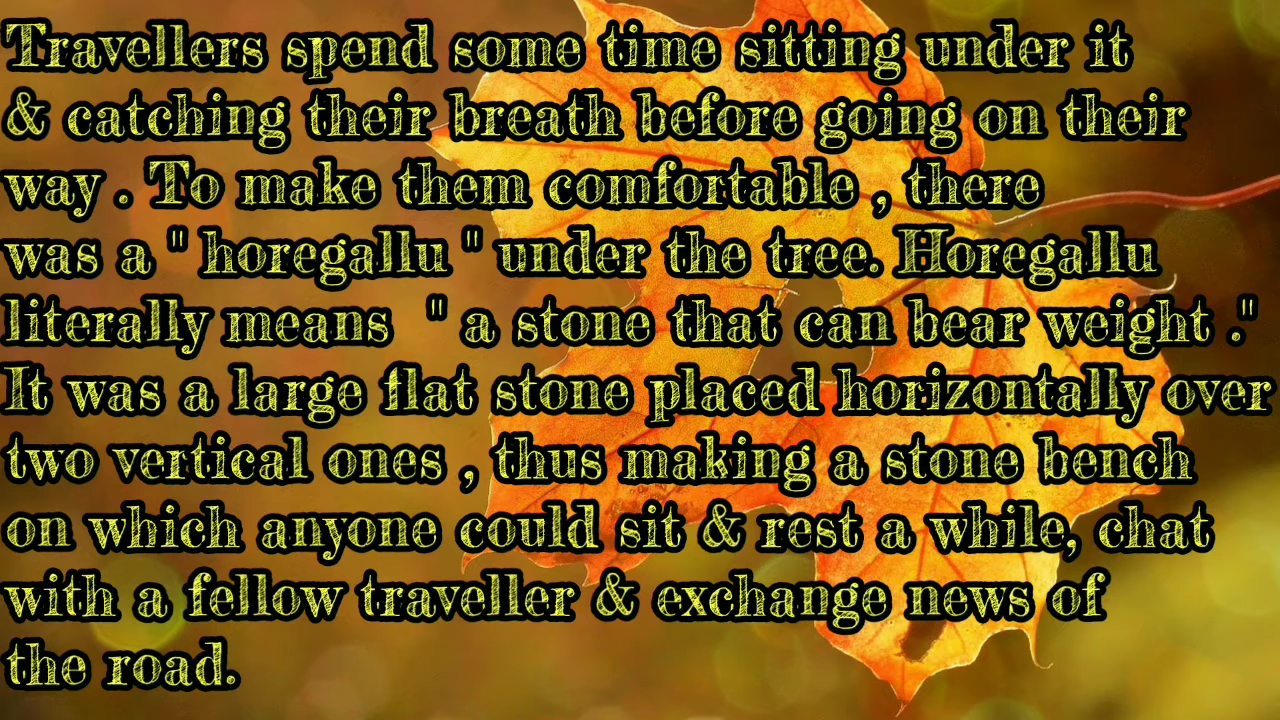 Travellers spend some time sitting under it
& catching their breath before going on their
way . To make them comfortable , there
was a " horegallu " under the tree. Horegallu
literally means " a stone that can bear weight ."
It was a large flat stone placed horizontally over
two vertical ones , thus making a stone bench
on which anyone could sit & rest a while, chat
with a fellow traveller & exchange news of
the road.